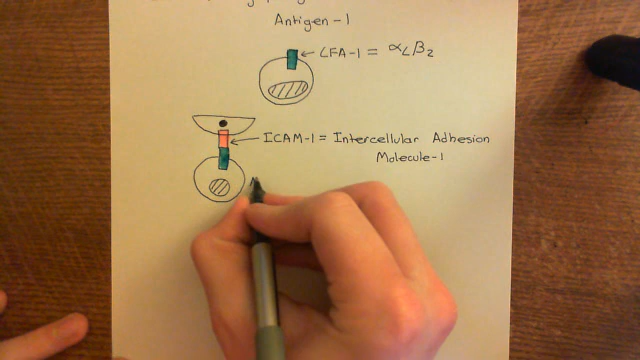 Antigen-1
LFA-1 = αLβ2
ICAM-1 = Intercellular Adhesion
Molecule-1